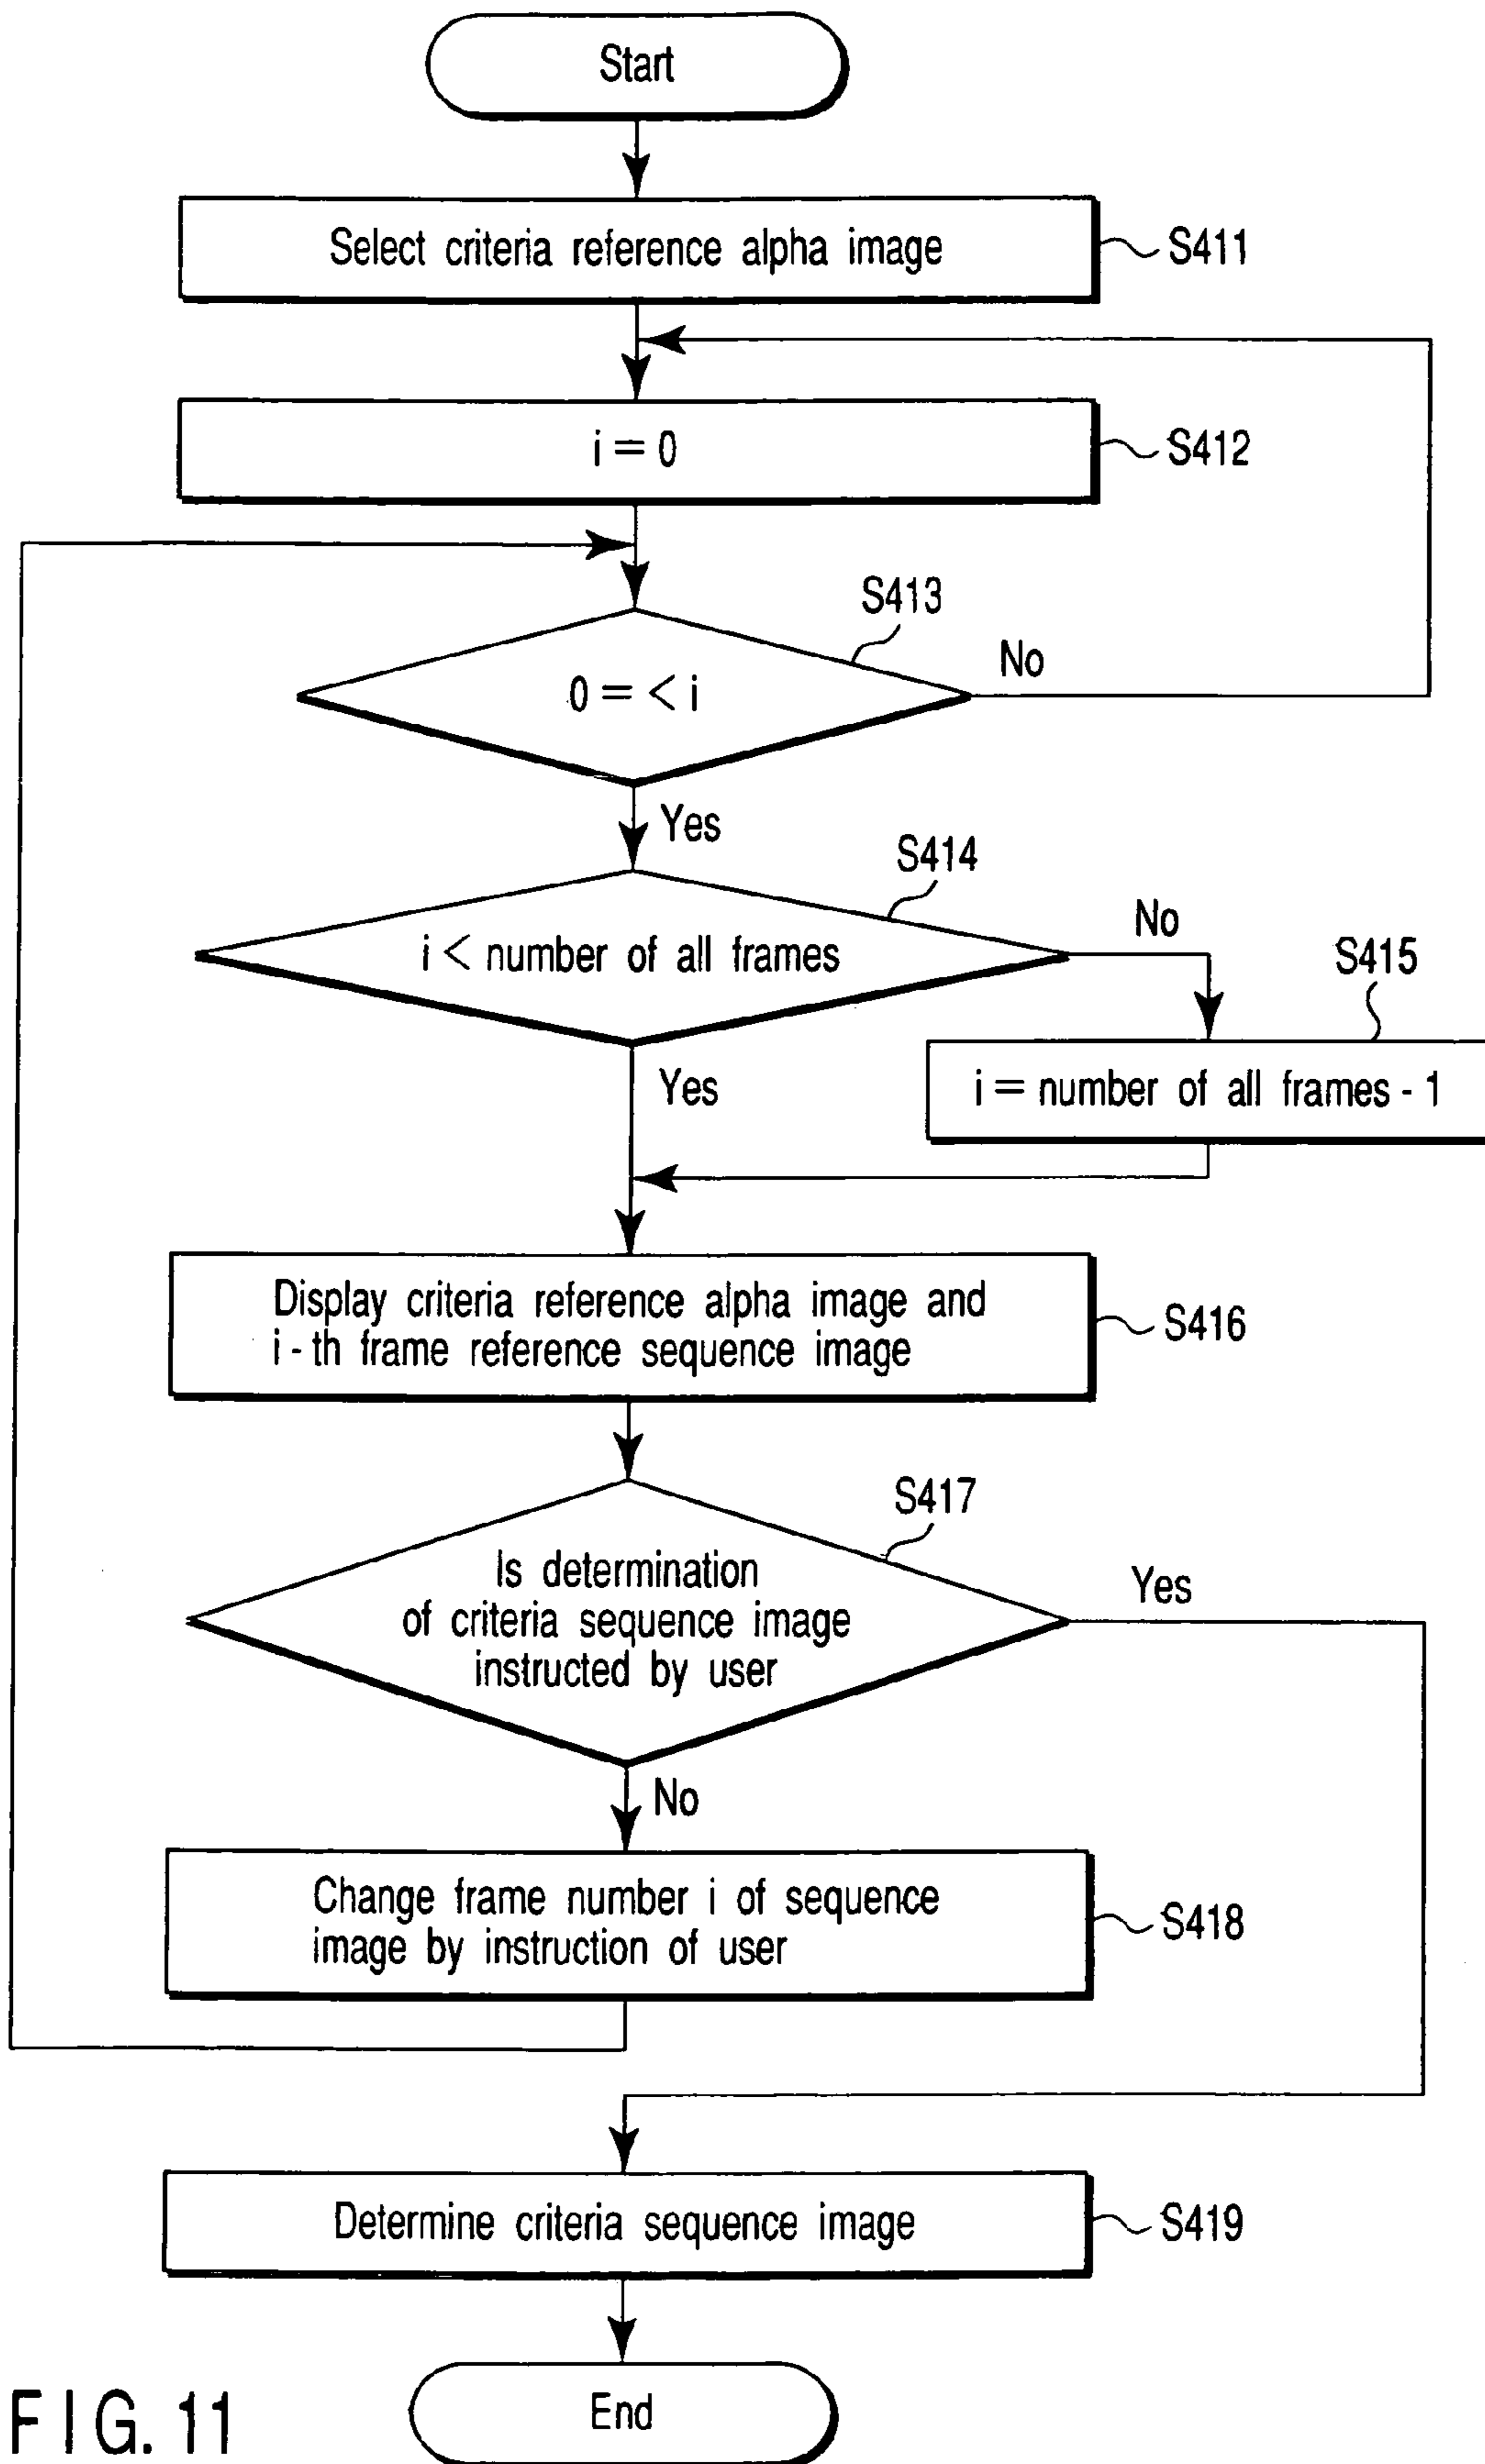 Start
Select criteria reference alpha image
S411
i = 0
S412
S413
0 = < i
No
Yes
S414
i < number of all frames
No
S415
Yes
i = number of all frames - 1
Display criteria reference alpha image and
i - th frame reference sequence image
S416
S417
Is determination
of criteria sequence image
instructed by user
Yes
No
Change frame number i of sequence
image by instruction of user
S418
Determine criteria sequence image
S419
End
FIG. 11